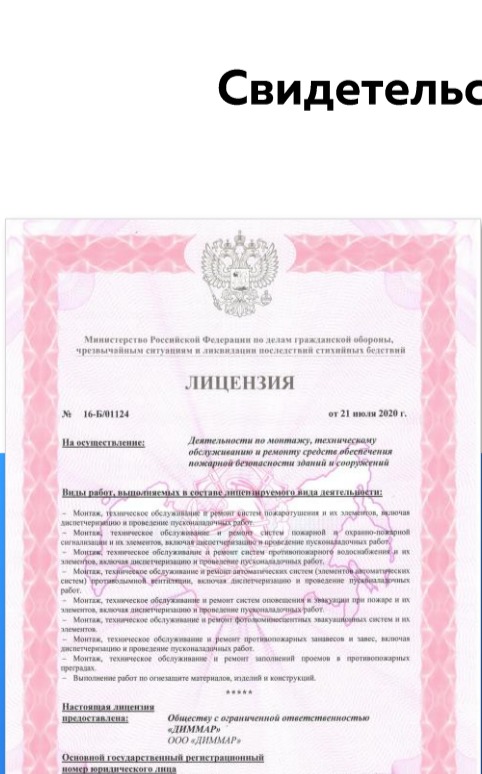 Свидетельс
Министерство Российской Федерации по делам гражданской обороны,
чрезвычайным ситуациям и ликвидации последствий стихийных бедствий
ЛИЦЕНЗИЯ
№ 16-Б/01124 от 21 июля 2020 г.
На осуществление: Деятельности по монтажу, техническому
обслуживанию и ремонту средств обеспечения
пожарной безопасности зданий и сооружений
Виды работ, выполняемых в составе лицензируемого вида деятельности:
– Монтаж, техническое обслуживание и ремонт систем пожаротушения и их элементов, включая
диспетчеризацию и проведение пусконаладочных работ.
– Монтаж, техническое обслуживание и ремонт систем пожарной и охранно-пожарной
сигнализации и их элементов, включая диспетчеризацию и проведение пусконаладочных работ.
– Монтаж, техническое обслуживание и ремонт систем противопожарного водоснабжения и их
элементов, включая диспетчеризацию и проведение пусконаладочных работ.
– Монтаж, техническое обслуживание и ремонт автоматических систем (элементов автоматических
систем) противодымной вентиляции, включая диспетчеризацию и проведение пусконаладочных
работ.
– Монтаж, техническое обслуживание и ремонт систем оповещения и эвакуации при пожаре и их
элементов, включая диспетчеризацию и проведение пусконаладочных работ.
– Монтаж, техническое обслуживание и ремонт фотолюминесцентных эвакуационных систем и их
элементов.
– Монтаж, техническое обслуживание и ремонт противопожарных занавесов и завес, включая
диспетчеризацию и проведение пусконаладочных работ.
– Монтаж, техническое обслуживание и ремонт заполнений проемов в противопожарных
преградах.
– Выполнение работ по огнезащите материалов, изделий и конструкций.
*****
Настоящая лицензия
предоставлена: Обществу с ограниченной ответственностью
«ДИММАР»
ООО «ДИММАР»
Основной государственный регистрационный
номер юридического лица